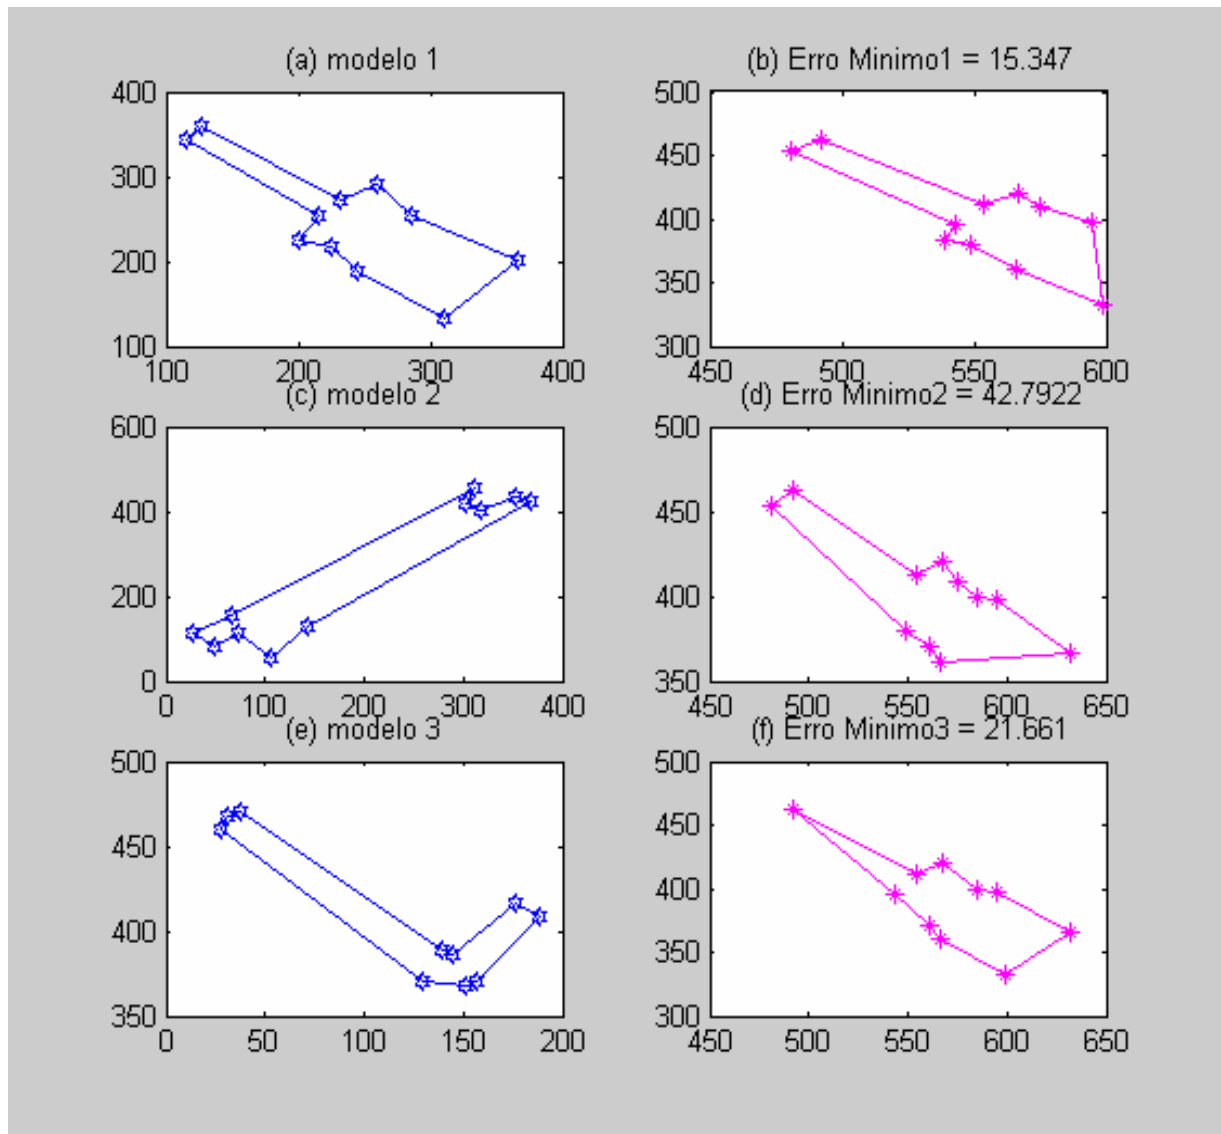 (a) modelo 1
(b) Erro Minimo1 = 15.347
400
300
200
100
100 200 300 400
500
450
400
350
300
450 500 550 600
(c) modelo 2
(d) Erro Minimo2 = 42.7922
600
400
200
0
0 100 200 300 400
500
450
400
350
450 500 550 600 650
(e) modelo 3
(f) Erro Minimo3 = 21.661
500
450
400
350
0 50 100 150 200
500
450
400
350
300
450 500 550 600 650